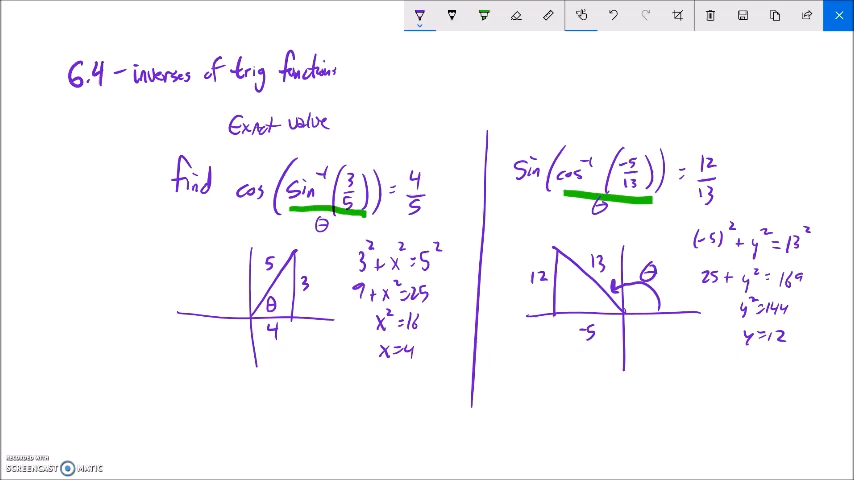 6.4 - inverses of trig functions
Exact value
find cos(sin⁻¹(3/5)) = 4/5
θ
5
3
θ
4
3² + x² = 5²
9 + x² = 25
x² = 16
x = 4
sin(cos⁻¹(-5/13)) = 12/13
θ
12
13
θ
-5
(-5)² + y² = 13²
25 + y² = 169
y² = 144
y = 12
RECORDED WITH
SCREENCAST MATIC